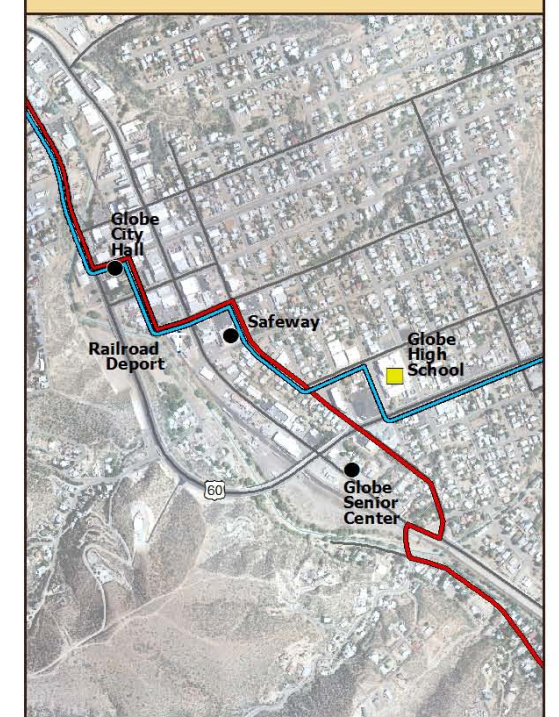 Globe
City
Hall
Safeway
Railroad
Deport
Globe
High
School
60
Globe
Senior
Center